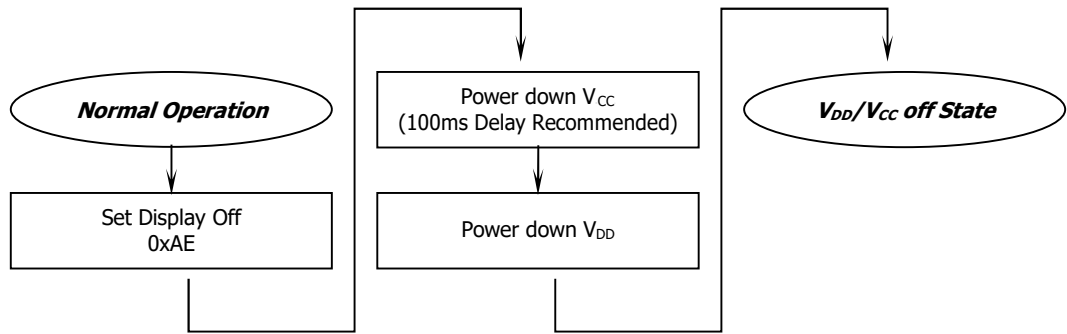 Normal Operation
Set Display Off
0xAE
Power down VCC
(100ms Delay Recommended)
Power down VDD
VDD/VCC off State